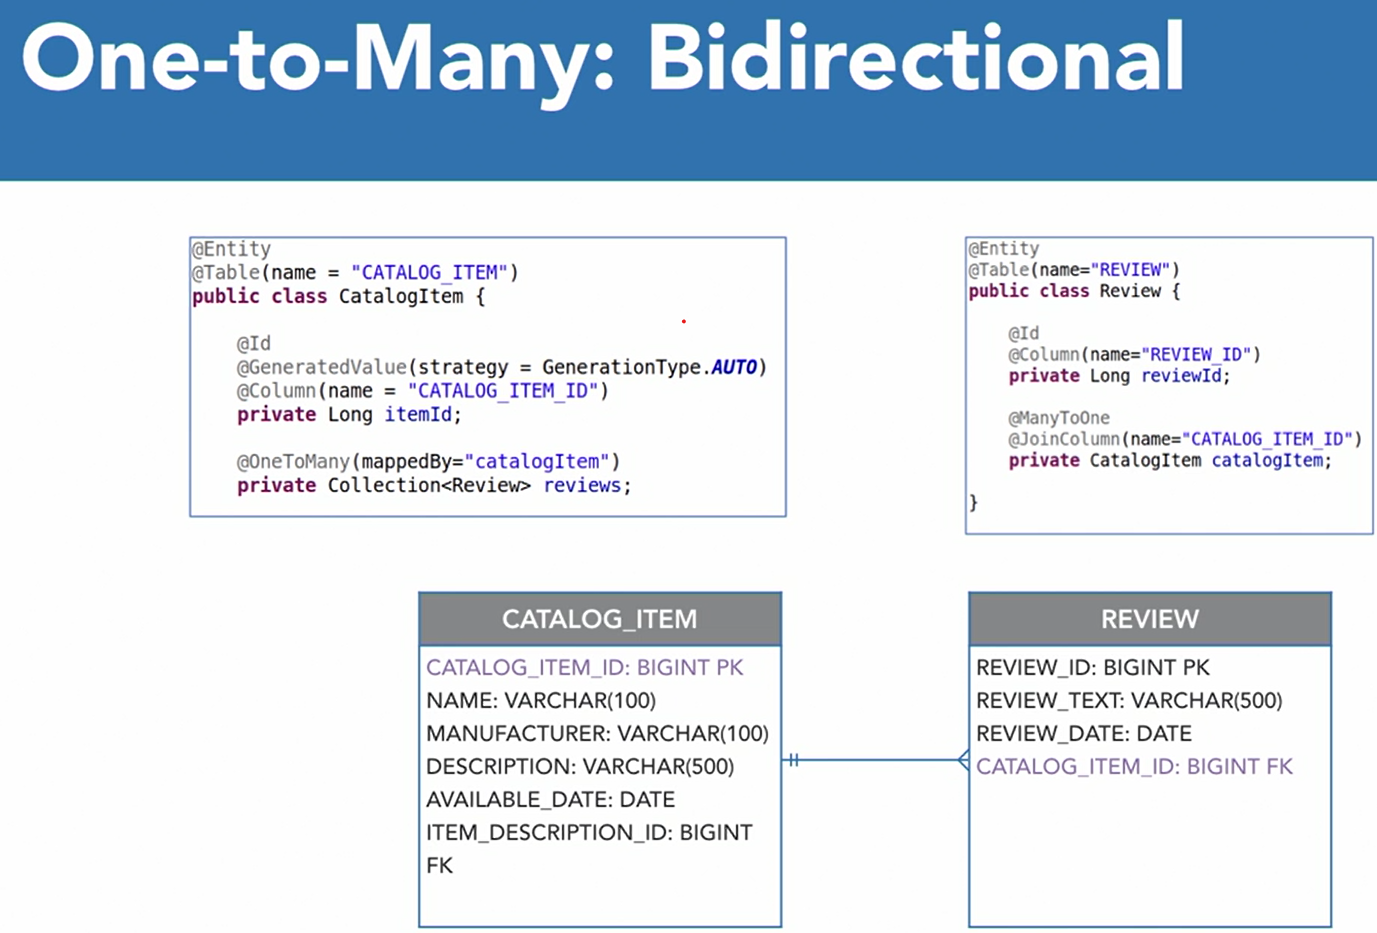 One-to-Many: Bidirectional
@Entity
@Table(name = "CATALOG_ITEM")
public class CatalogItem {
@Id
@GeneratedValue(strategy = GenerationType.AUTO)
@Column(name = "CATALOG_ITEM_ID")
private Long itemId;
@OneToMany(mappedBy="catalogItem")
private Collection<Review> reviews;
@Entity
@Table(name="REVIEW")
public class Review {
@Id
@Column(name="REVIEW_ID")
private Long reviewId;
@ManyToOne
@JoinColumn(name="CATALOG_ITEM_ID")
private CatalogItem catalogItem;
}
CATALOG_ITEM
CATALOG_ITEM_ID: BIGINT PK
NAME: VARCHAR(100)
MANUFACTURER: VARCHAR(100)
DESCRIPTION: VARCHAR(500)
AVAILABLE_DATE: DATE
ITEM_DESCRIPTION_ID: BIGINT
FK
REVIEW
REVIEW_ID: BIGINT PK
REVIEW_TEXT: VARCHAR(500)
REVIEW_DATE: DATE
CATALOG_ITEM_ID: BIGINT FK